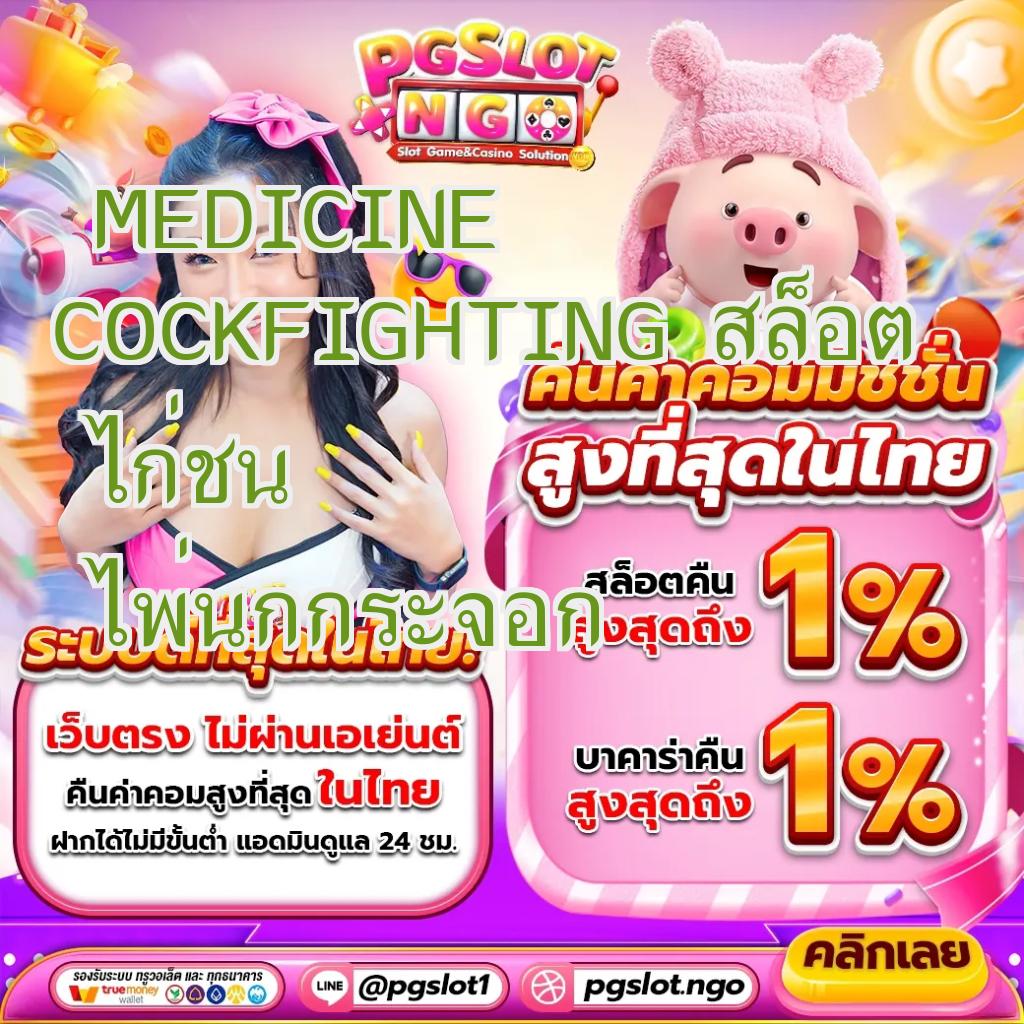 PGSLOT
NGO
Slot Game&Casino Solution
MEDICINE
COCKFIGHTING สล็อต
ไก่ชน
ไพ่นกกระจอก
คืนค่าคอมมิชชั่น
สูงที่สุดในไทย
สล็อตคืน
สูงสุดถึง
1%
บาคาร่าคืน
สูงสุดถึง
1%
เว็บตรง ไม่ผ่านเอเย่นต์
คืนค่าคอมสูงที่สุด ในไทย
ฝากได้ไม่มีขั้นต่ำ แอดมินดูแล 24 ชม.
คลิกเลย
รองรับระบบ ทรูวอเล็ต และ ทุกธนาคาร
truemoney
wallet
LINE @pgslot1
pgslot.ngo